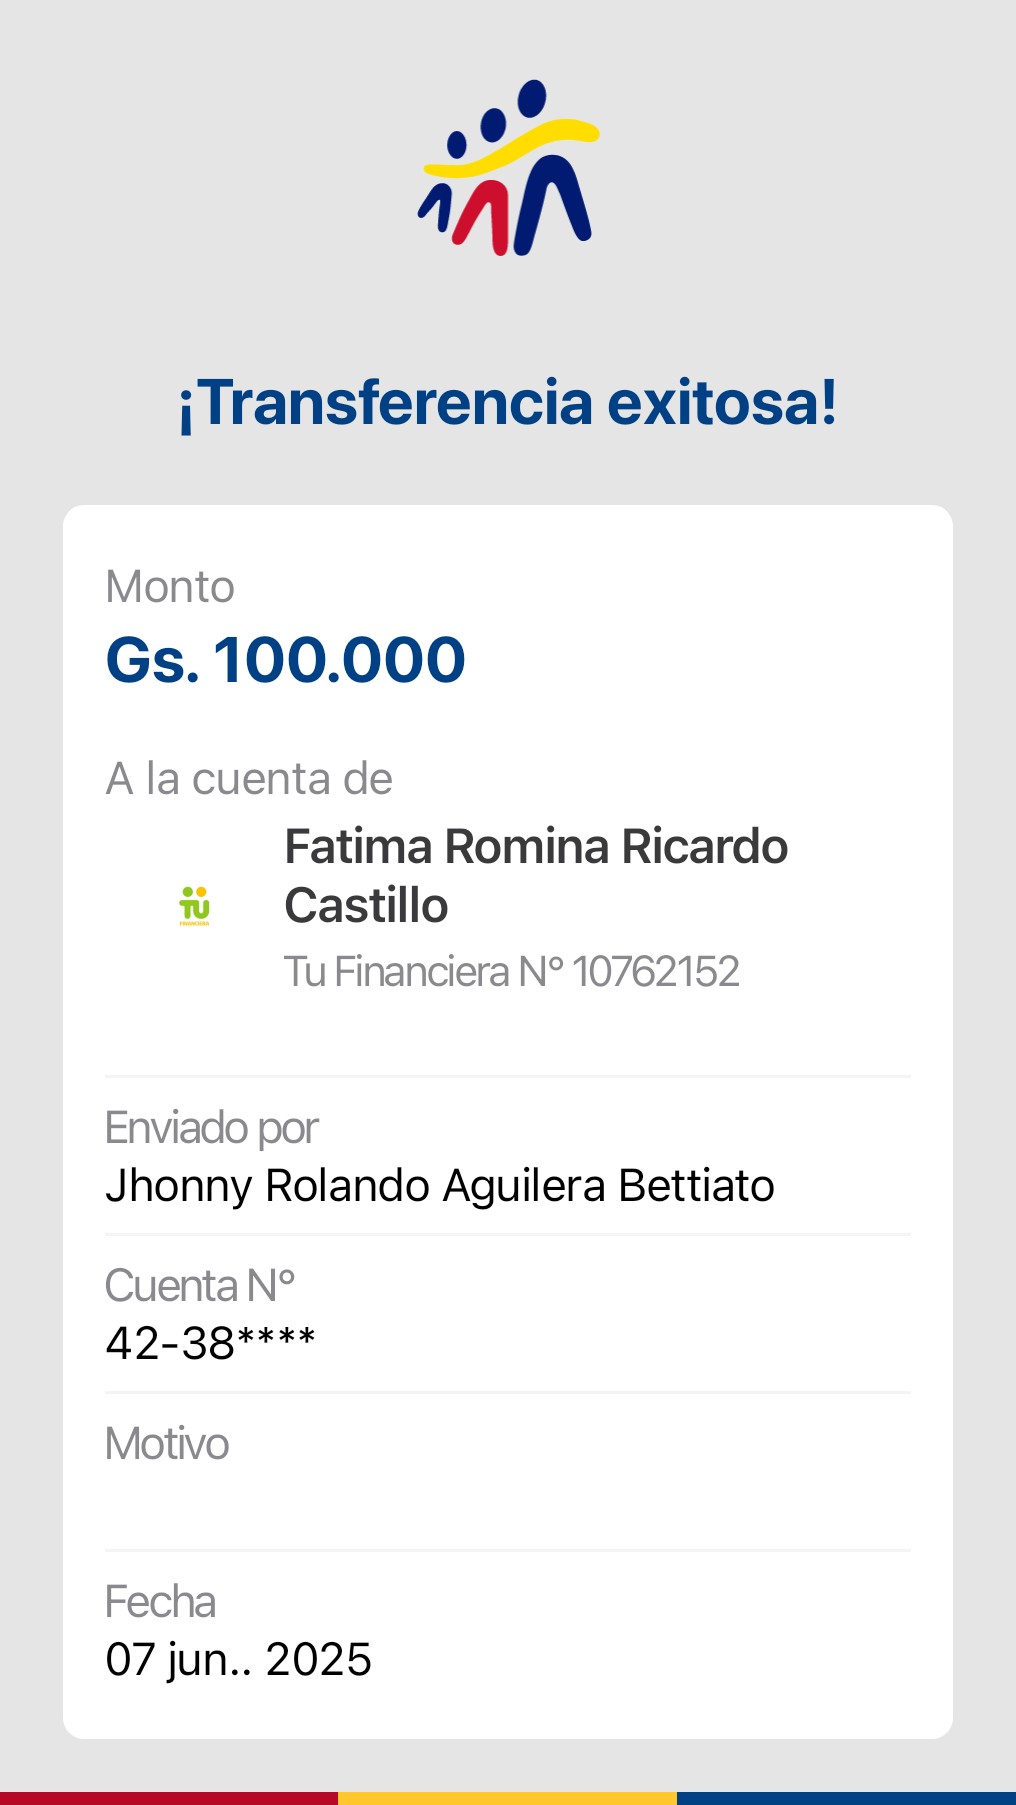 ¡Transferencia exitosa!
Monto
Gs. 100.000
A la cuenta de
Fatima Romina Ricardo
Castillo
TU
FINANCIERA
Tu Financiera N° 10762152
Enviado por
Jhonny Rolando Aguilera Bettiato
Cuenta N°
42-38****
Motivo
Fecha
07 jun.. 2025